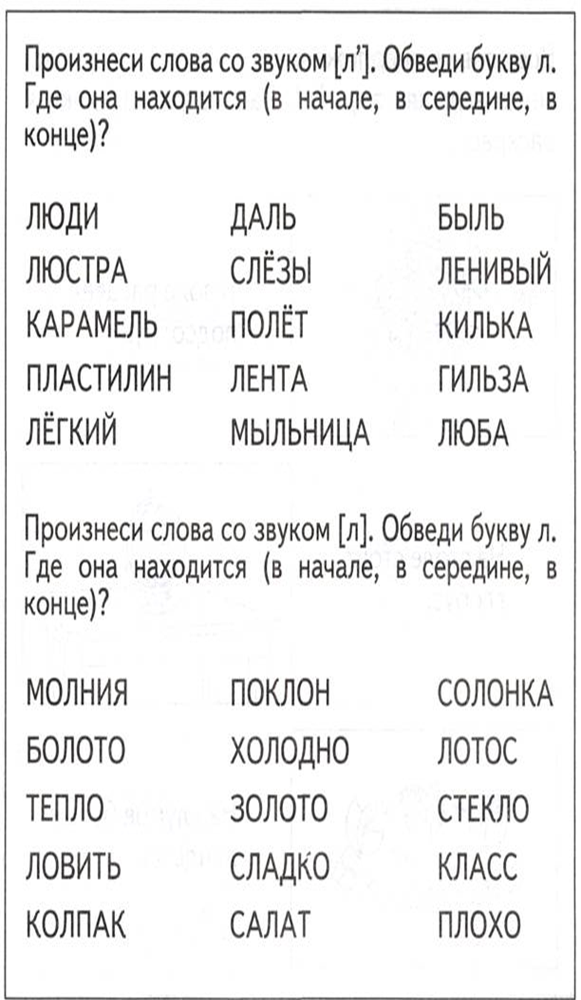 Произнеси слова со звуком [л’]. Обведи букву л.
Где она находится (в начале, в середине, в
конце)?
ЛЮДИ ДАЛЬ БЫЛЬ
ЛЮСТРА СЛЁЗЫ ЛЕНИВЫЙ
КАРАМЕЛЬ ПОЛЁТ КИЛЬКА
ПЛАСТИЛИН ЛЕНТА ГИЛЬЗА
ЛЁГКИЙ МЫЛЬНИЦА ЛЮБА
Произнеси слова со звуком [л]. Обведи букву л.
Где она находится (в начале, в середине, в
конце)?
МОЛНИЯ ПОКЛОН СОЛОНКА
БОЛОТО ХОЛОДНО ЛОТОС
ТЕПЛО ЗОЛОТО СТЕКЛО
ЛОВИТЬ СЛАДКО КЛАСС
КОЛПАК САЛАТ ПЛОХО